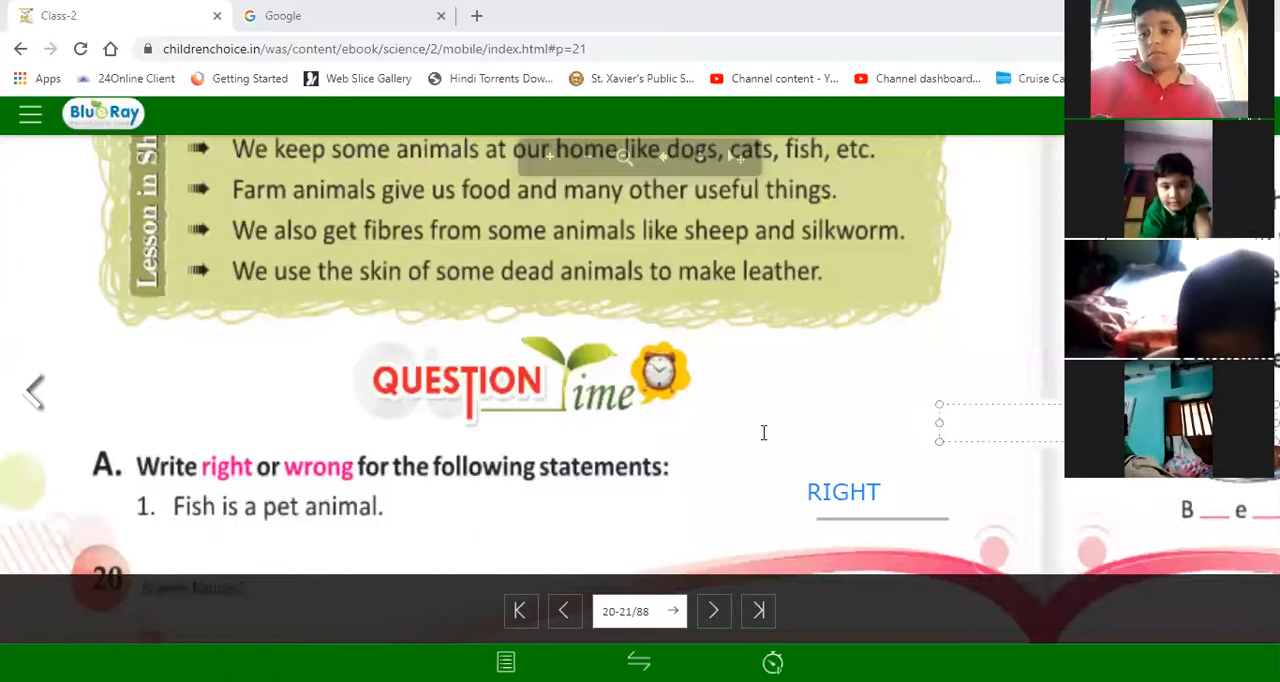 Class-2
Google
childrenchoice.in/was/content/ebook/science/2/mobile/index.html#p=21
Apps 24Online Client Getting Started Web Slice Gallery Hindi Torrents Dow... St. Xavier's Public S... Channel content - Y... Channel dashboard... Cruise Ca
BlueRay
Lesson in Sh
We keep some animals at our home like dogs, cats, fish, etc.
Farm animals give us food and many other useful things.
We also get fibres from some animals like sheep and silkworm.
We use the skin of some dead animals to make leather.
QUESTION Time
A. Write right or wrong for the following statements:
1. Fish is a pet animal. RIGHT
B __ e __
20
20-21/88